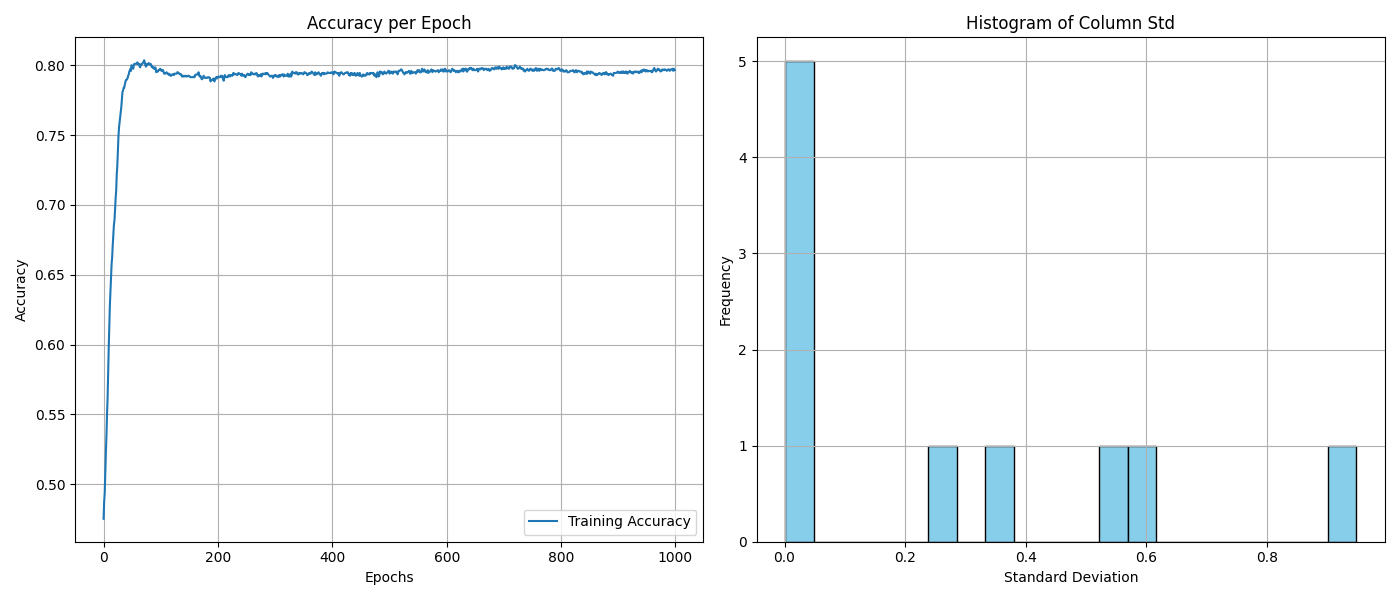 Accuracy per Epoch
Accuracy
0.80
0.75
0.70
0.65
0.60
0.55
0.50
0 200 400 600 800 1000
Epochs
Training Accuracy
Histogram of Column Std
Frequency
5
4
3
2
1
0
0.0 0.2 0.4 0.6 0.8
Standard Deviation